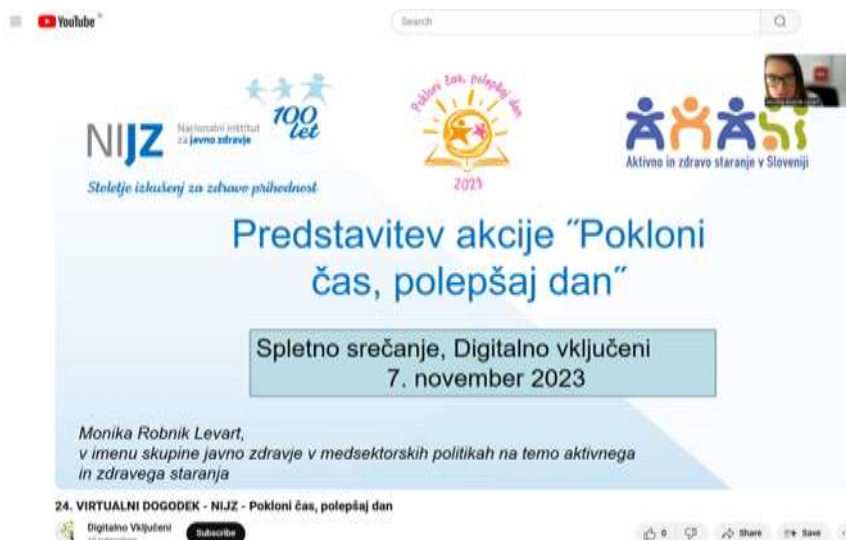 YouTube
Search
NIJZ
Nacionalni inštitut
za javno zdravje
100
let
Stoletje izkušenj za zdravo prihodnost
Pokloni čas, polepšaj dan
2023
Aktivno in zdravo staranje v Sloveniji
Predstavitev akcije ˝Pokloni
čas, polepšaj dan˝
Spletno srečanje, Digitalno vključeni
7. november 2023
Monika Robnik Levart,
v imenu skupine javno zdravje v medsektorskih politikah na temo aktivnega
in zdravega staranja
24. VIRTUALNI DOGODEK - NIJZ - Pokloni čas, polepšaj dan
Digitalno Vključeni
Subscribe
0
Share
Save